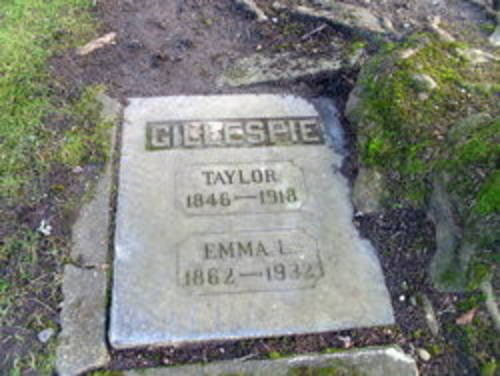 GILLESPIE
TAYLOR
1846—1918
EMMA L.
1862—1932